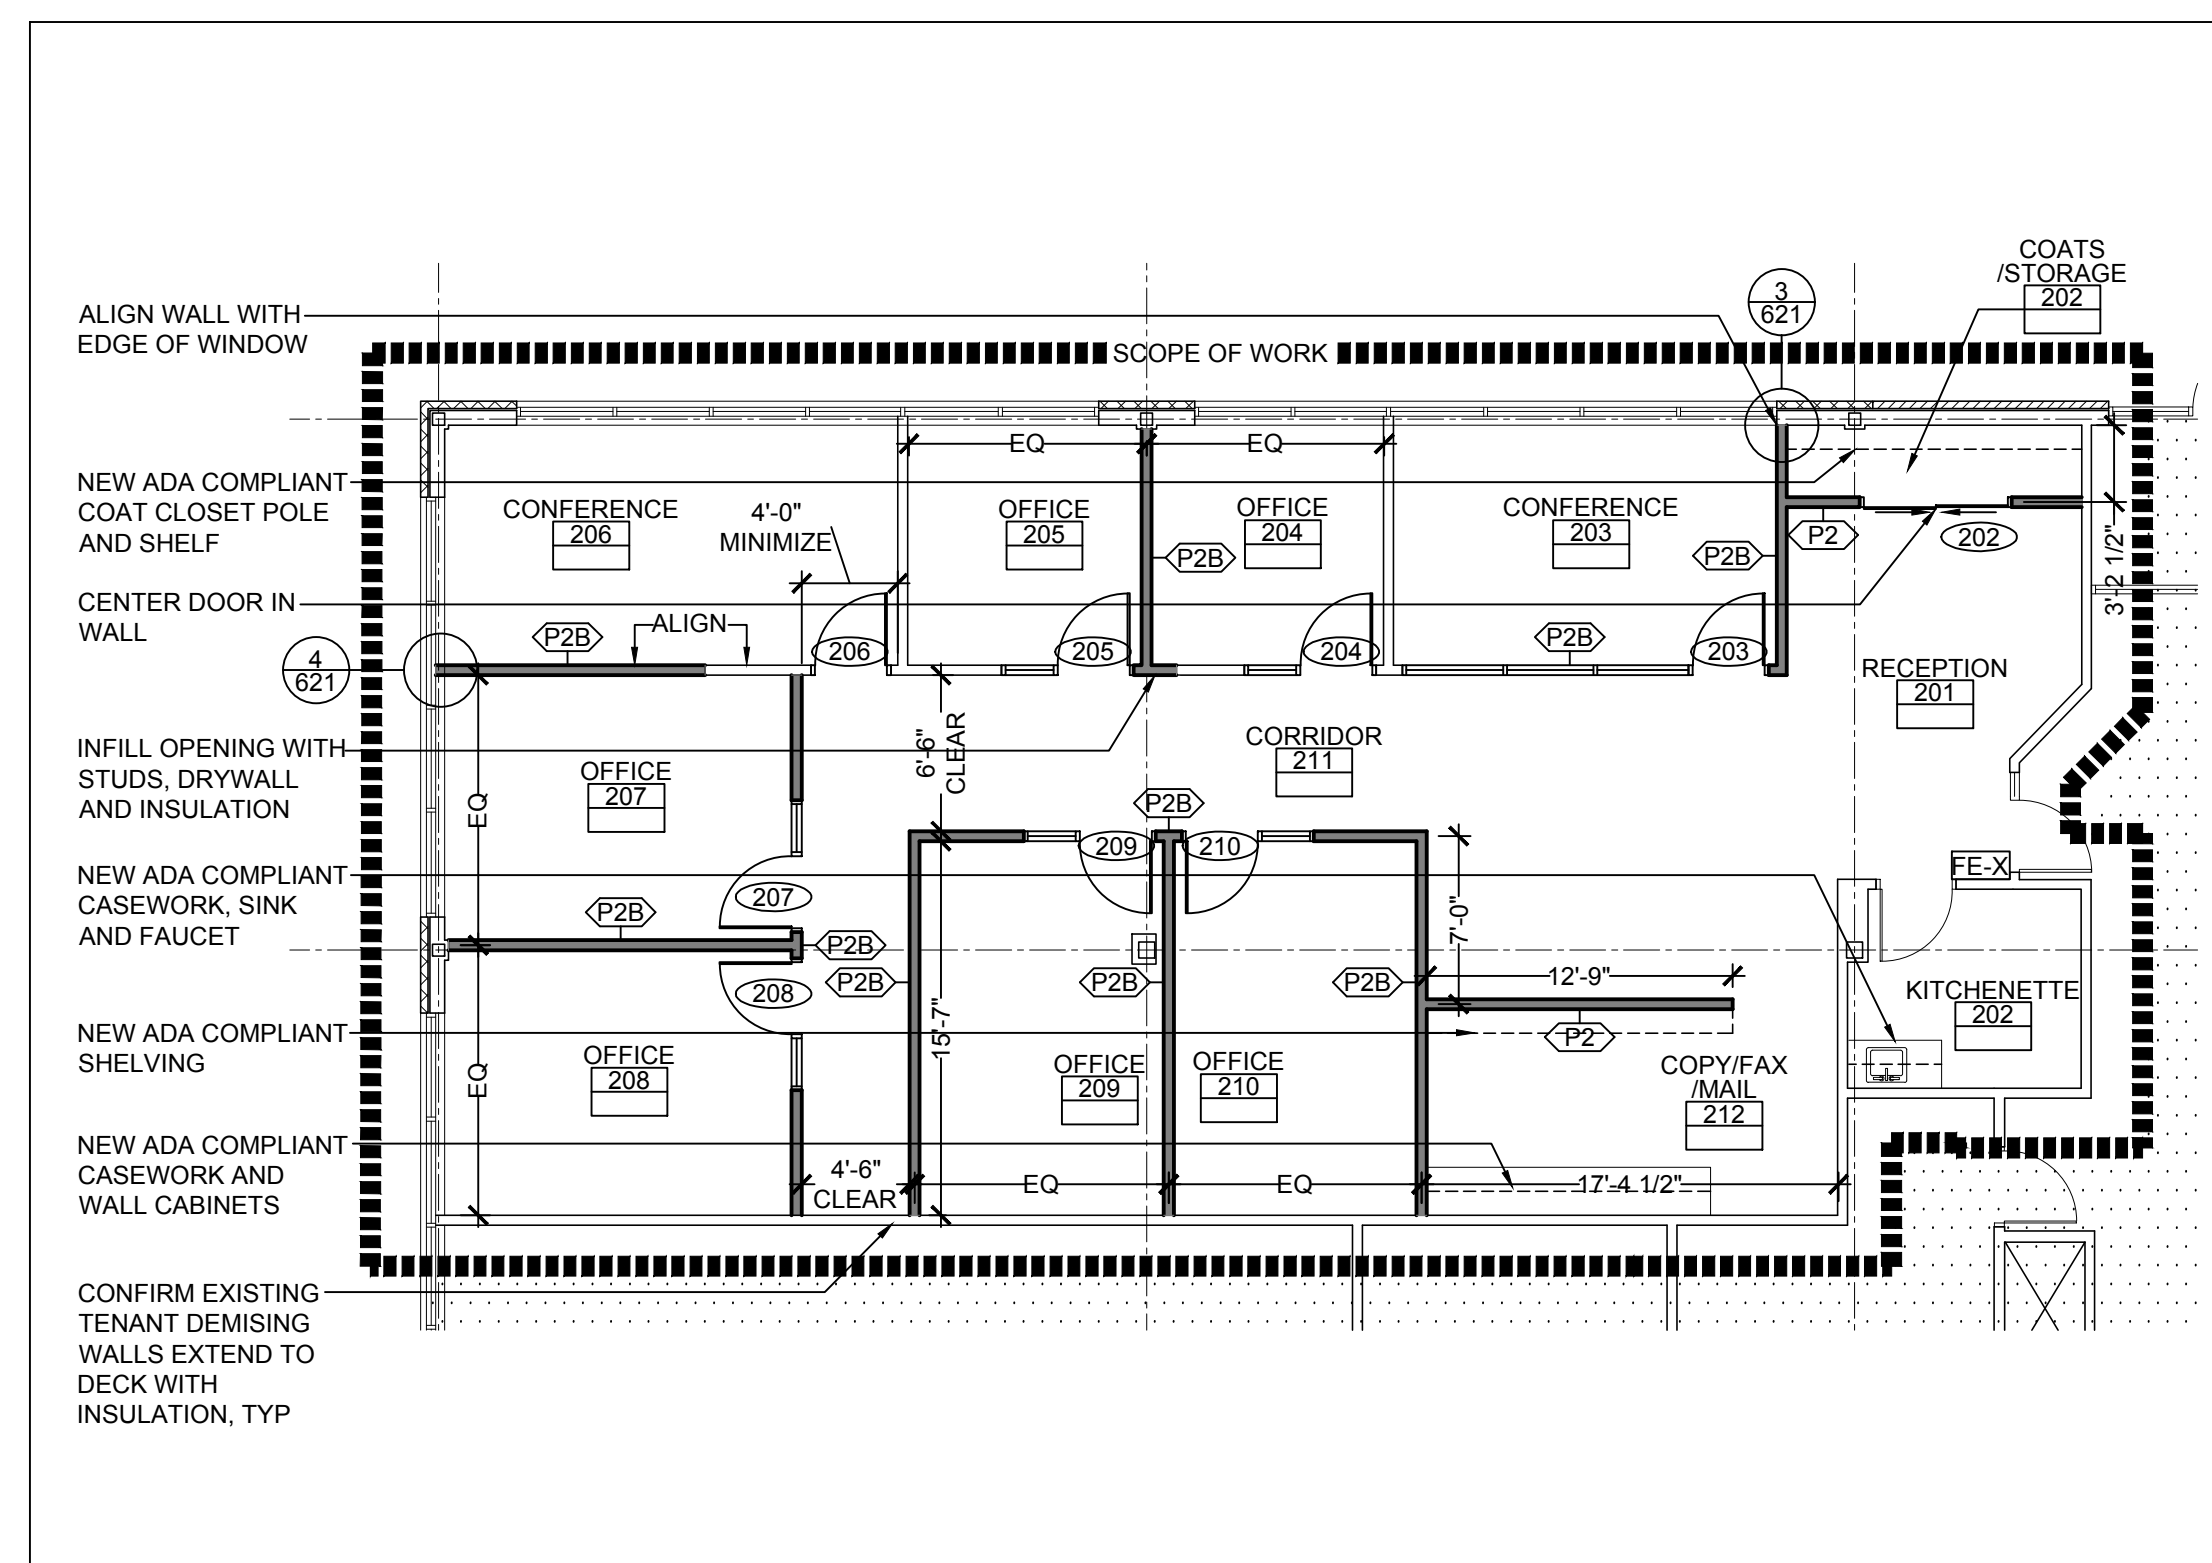 COATS
/STORAGE
202
3
621
ALIGN WALL WITH
EDGE OF WINDOW
SCOPE OF WORK
EQ
EQ
NEW ADA COMPLIANT
COAT CLOSET POLE
AND SHELF
CONFERENCE
206
4'-0"
MINIMIZE
OFFICE
205
OFFICE
204
CONFERENCE
203
P2B
P2B
P2
202
3'-2 1/2"
CENTER DOOR IN
WALL
P2B
ALIGN
206
205
204
P2B
203
4
621
RECEPTION
201
INFILL OPENING WITH
STUDS, DRYWALL
AND INSULATION
6'-6"
CLEAR
CORRIDOR
211
OFFICE
207
EQ
P2B
209
210
FE-X
NEW ADA COMPLIANT
CASEWORK, SINK
AND FAUCET
207
P2B
P2B
7'-0"
208
P2B
P2B
P2B
12'-9"
KITCHENETTE
202
NEW ADA COMPLIANT
SHELVING
15'-7"
P2
OFFICE
208
EQ
OFFICE
209
OFFICE
210
COPY/FAX
/MAIL
212
NEW ADA COMPLIANT
CASEWORK AND
WALL CABINETS
4'-6"
CLEAR
EQ
EQ
17'-4 1/2"
CONFIRM EXISTING
TENANT DEMISING
WALLS EXTEND TO
DECK WITH
INSULATION, TYP